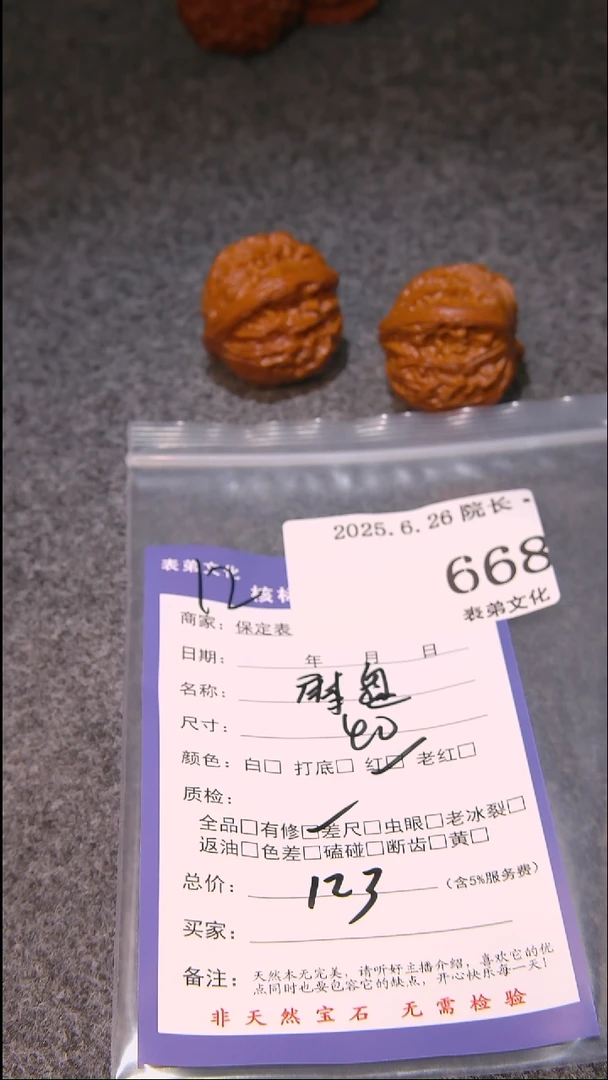 2025.6.26 院长
668
表弟文化
表弟文化
12
商家：保定表
日期： 年 月 日
名称：
尺寸：40
颜色：白□ 打底□ 红☑ 老红□
质检：
全品□有修☑差尺□虫眼□老冰裂□
返油□色差□磕碰□断齿□黄□
总价：123（含5%服务费）
买家：
备注：天然本无完美，请听好主播介绍，喜欢它的优
点同时也要包容它的缺点，开心快乐每一天！
非天然宝石 无需检验